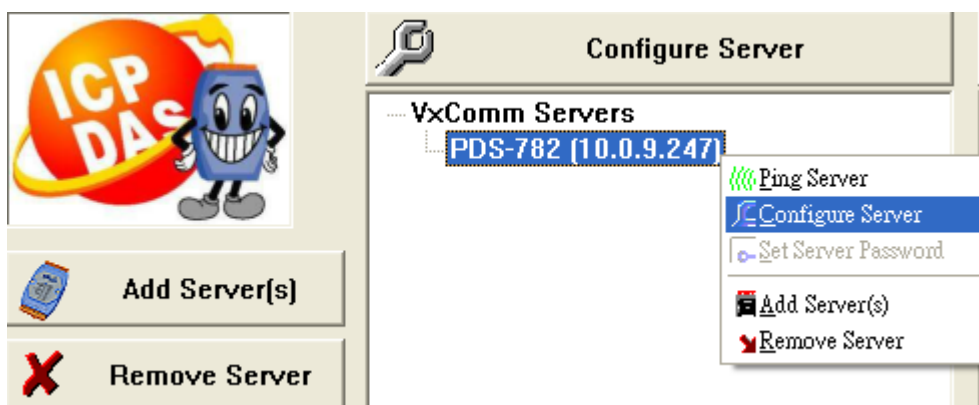 ICP
DAS
Add Server(s)
Remove Server
Configure Server
VxComm Servers
PDS-782 (10.0.9.247)
Ping Server
Configure Server
Set Server Password
Add Server(s)
Remove Server